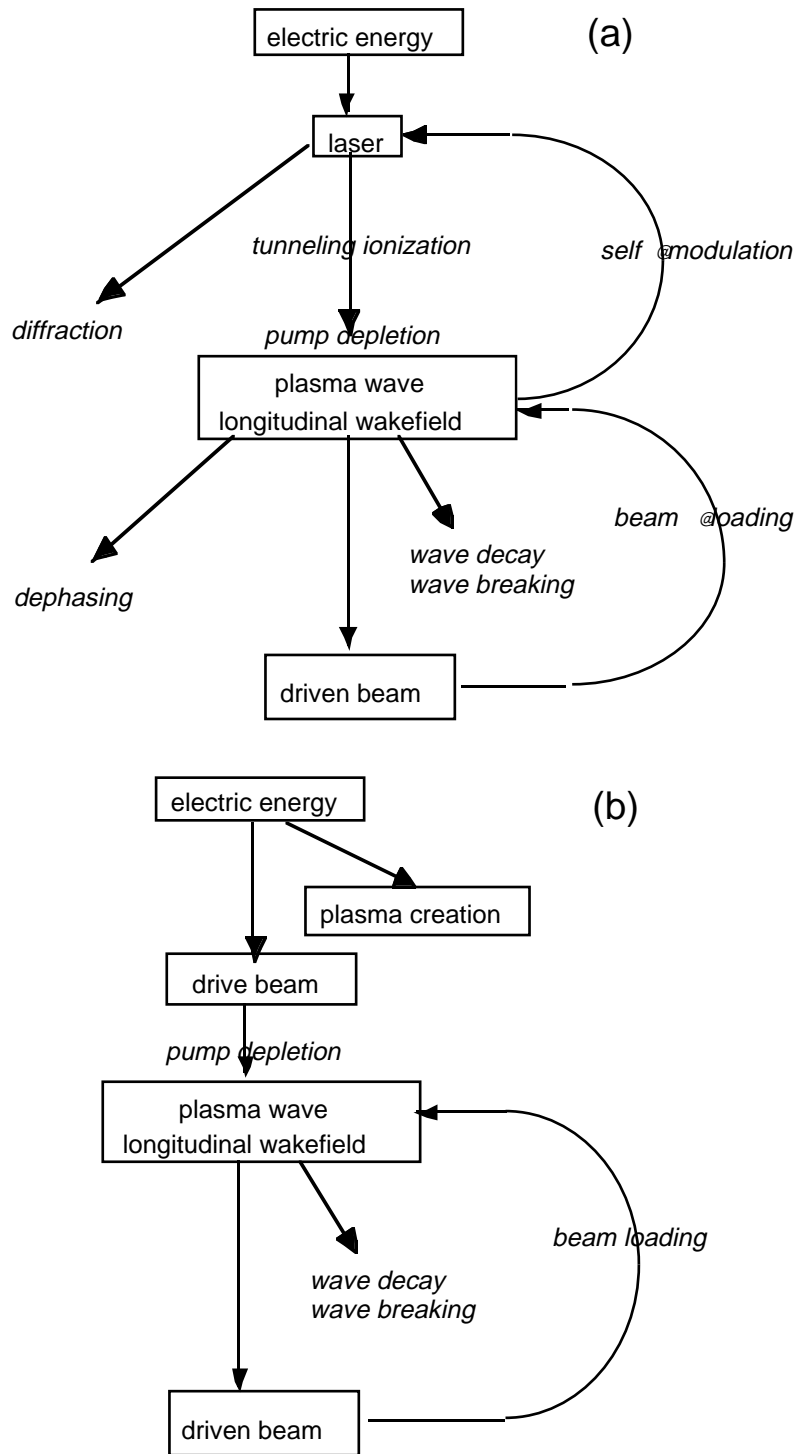 electric energy
(a)
laser
tunneling ionization
self @modulation
diffraction
pump depletion
plasma wave
longitudinal wakefield
beam @loading
wave decay
wave breaking
dephasing
driven beam
electric energy
(b)
plasma creation
drive beam
pump depletion
plasma wave
longitudinal wakefield
beam loading
wave decay
wave breaking
driven beam